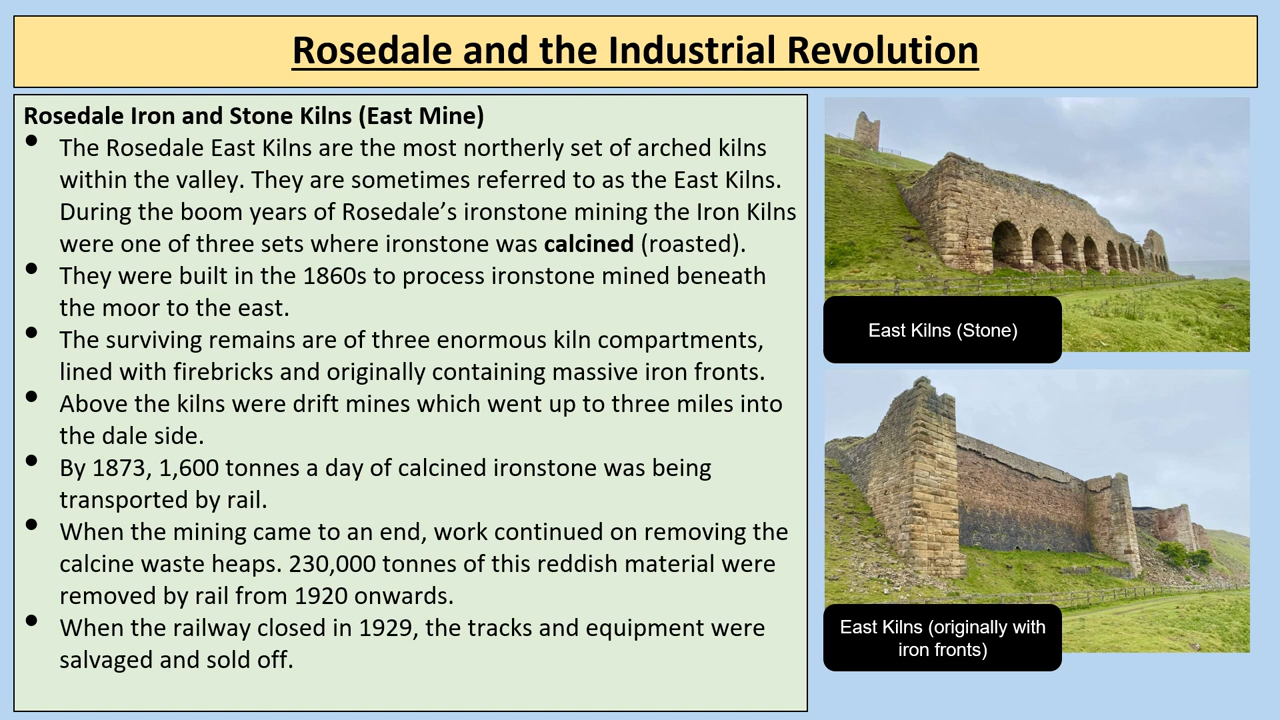 Rosedale and the Industrial Revolution
Rosedale Iron and Stone Kilns (East Mine)
• The Rosedale East Kilns are the most northerly set of arched kilns
within the valley. They are sometimes referred to as the East Kilns.
During the boom years of Rosedale’s ironstone mining the Iron Kilns
were one of three sets where ironstone was calcined (roasted).
• They were built in the 1860s to process ironstone mined beneath
the moor to the east.
• The surviving remains are of three enormous kiln compartments,
lined with firebricks and originally containing massive iron fronts.
• Above the kilns were drift mines which went up to three miles into
the dale side.
• By 1873, 1,600 tonnes a day of calcined ironstone was being
transported by rail.
• When the mining came to an end, work continued on removing the
calcine waste heaps. 230,000 tonnes of this reddish material were
removed by rail from 1920 onwards.
• When the railway closed in 1929, the tracks and equipment were
salvaged and sold off.
East Kilns (Stone)
East Kilns (originally with
iron fronts)